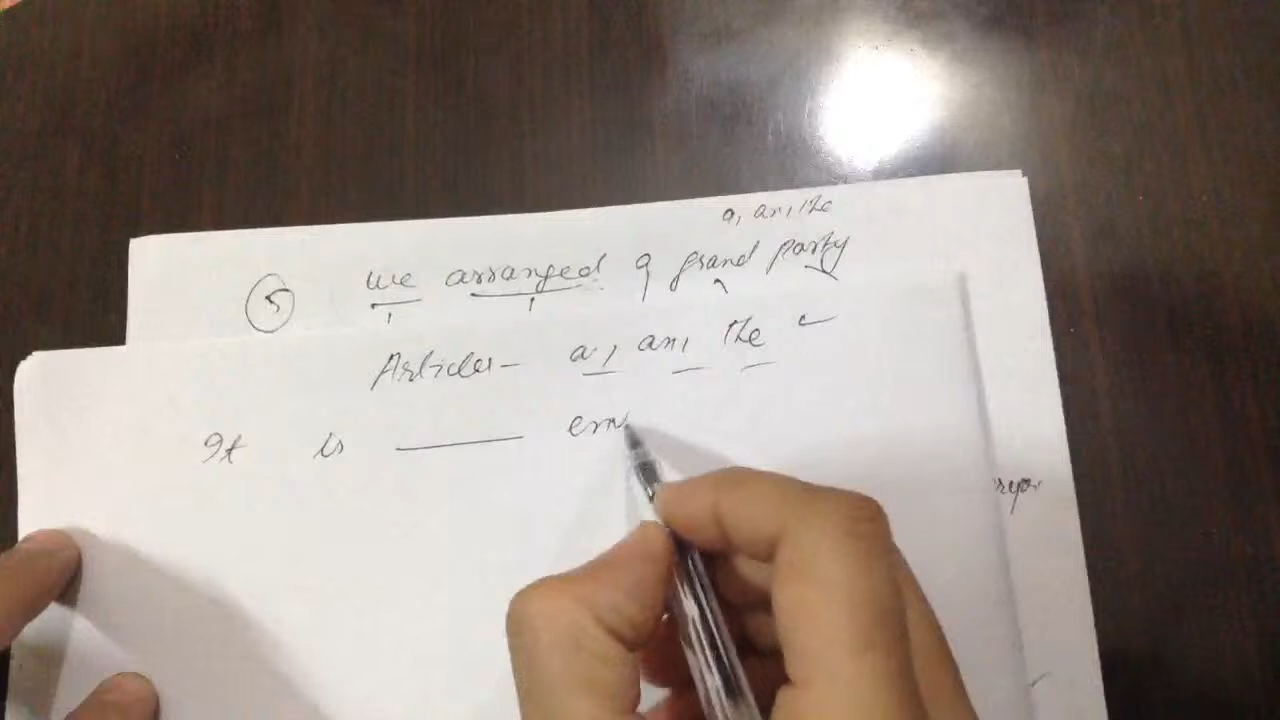 a, an, the
5 We arranged a grand party
Articles - a, an, the
It is ______ em